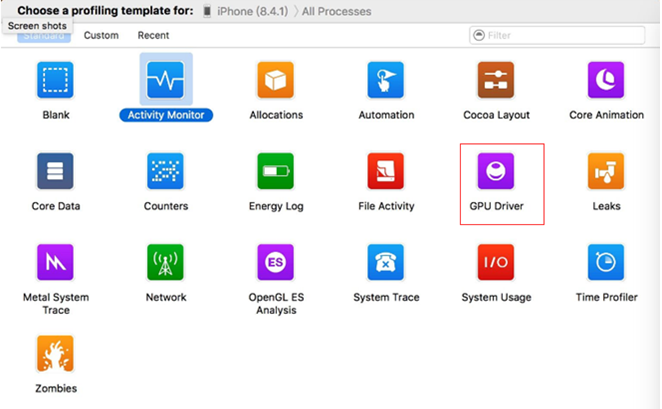 Choose a profiling template for: iPhone (8.4.1) All Processes
Screen shots
Standard Custom Recent Filter
Blank Activity Monitor Allocations Automation Cocoa Layout Core Animation
Core Data Counters Energy Log File Activity GPU Driver Leaks
ES I/O
Metal System Trace Network OpenGL ES Analysis System Trace System Usage Time Profiler
Zombies